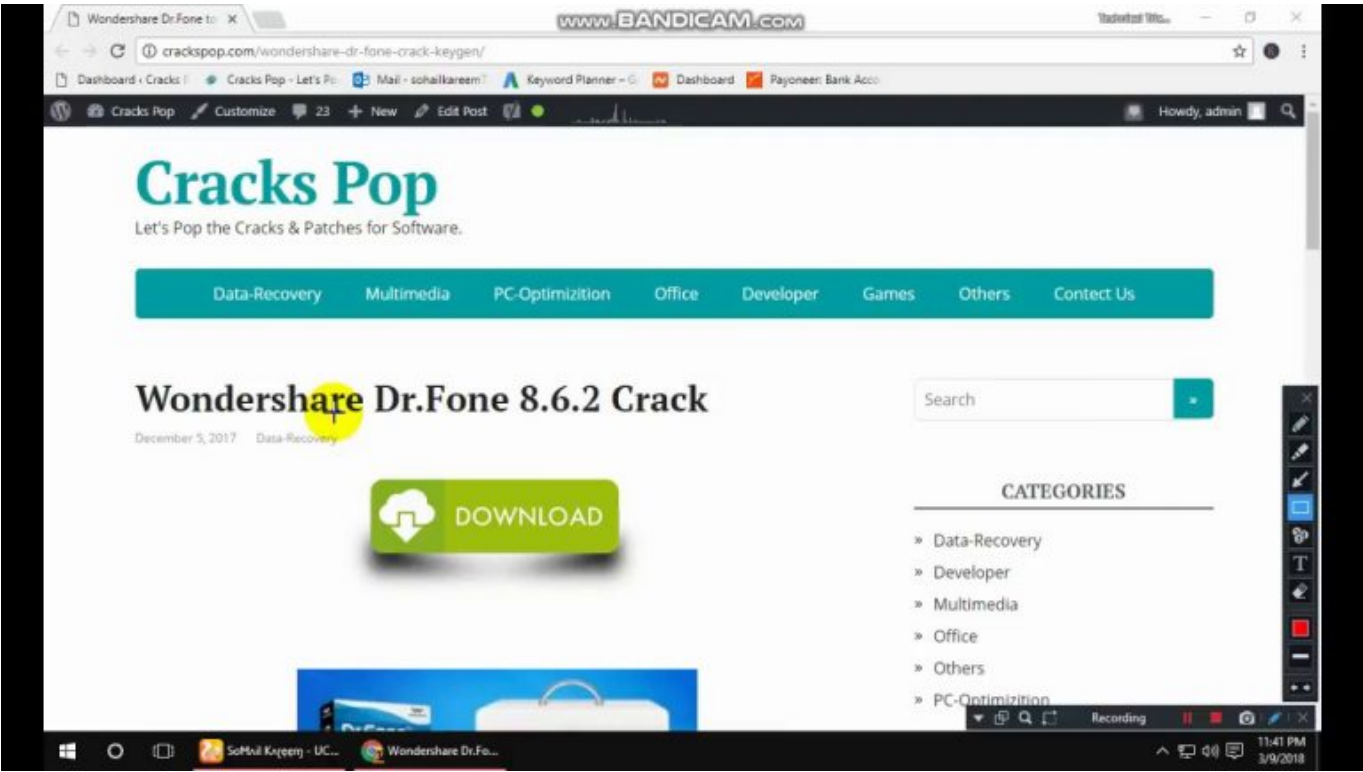 Wondershare Dr.Fone to
www.BANDICAM.com
crackspop.com/wondershare-dr-fone-crack-keygen/
Dashboard ‹ Cracks Cracks Pop - Let's Po Mail - sohailkareem Keyword Planner – G Dashboard Payoneer: Bank Acco
Cracks Pop Customize 23 New Edit Post Howdy, admin
Cracks Pop
Let's Pop the Cracks & Patches for Software.
Data-Recovery Multimedia PC-Optimizition Office Developer Games Others Contect Us
Wondershare Dr.Fone 8.6.2 Crack
Search »
December 5, 2017 Data-Recovery
DOWNLOAD
CATEGORIES
» Data-Recovery
» Developer
» Multimedia
» Office
» Others
» PC-Optimizition
Dr.Fone
T
Recording
Wondershare Dr.Fo...
11:41 PM
3/9/2018